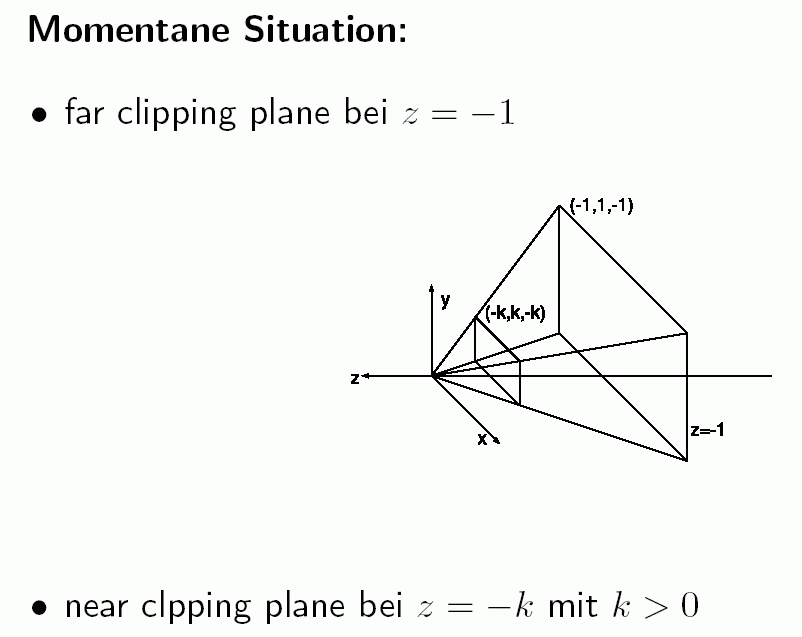 Momentane Situation:
• far clipping plane bei z = −1
(-1,1,-1)
y
(-k,k,-k)
z
x
z=-1
• near clpping plane bei z = −k mit k > 0